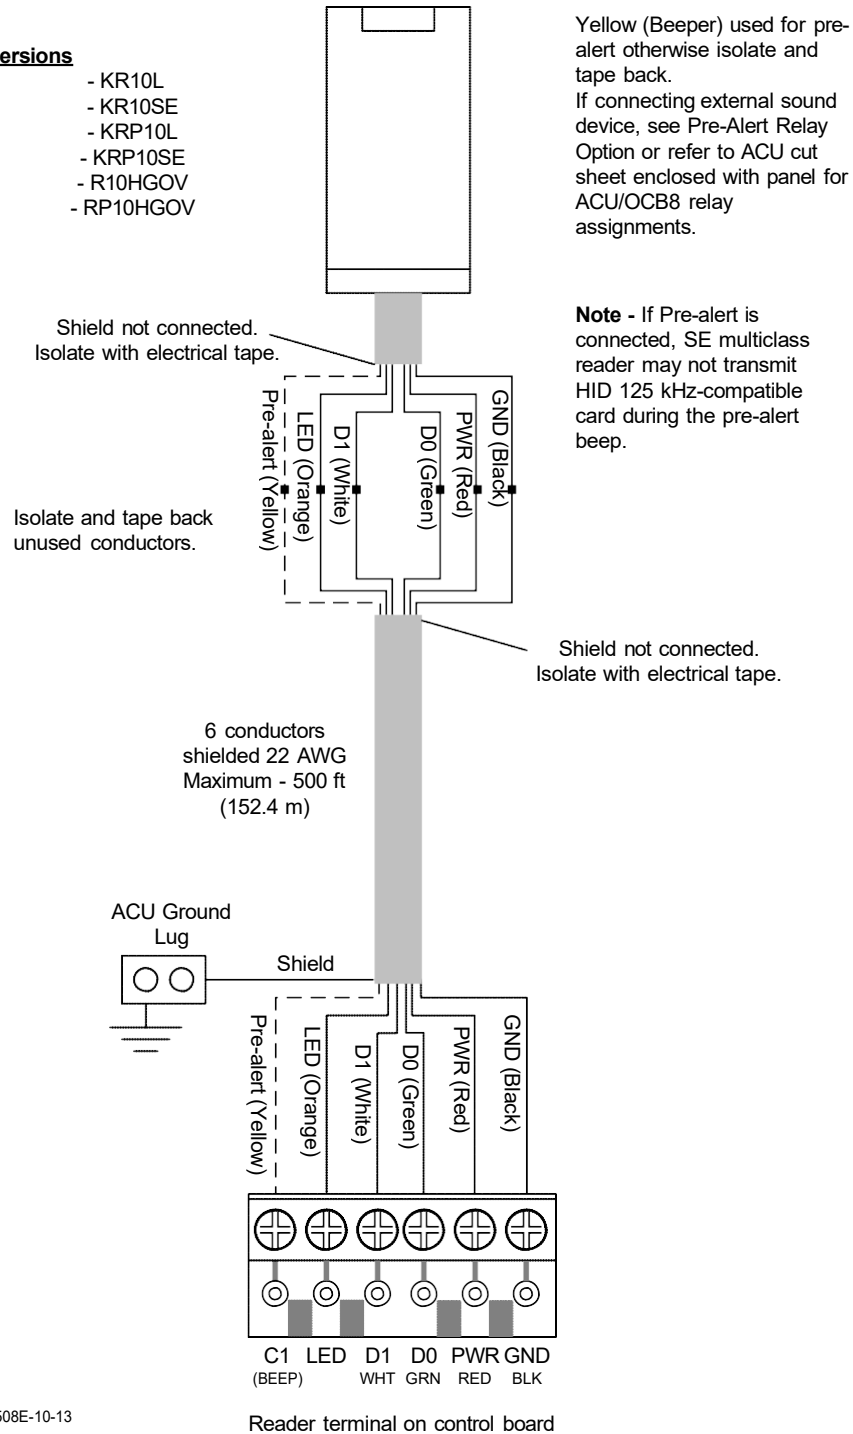 ersions
- KR10L
- KR10SE
- KRP10L
- KRP10SE
- R10HGOV
- RP10HGOV
Yellow (Beeper) used for pre-
alert otherwise isolate and
tape back.
If connecting external sound
device, see Pre-Alert Relay
Option or refer to ACU cut
sheet enclosed with panel for
ACU/OCB8 relay
assignments.
Note - If Pre-alert is
connected, SE multiclass
reader may not transmit
HID 125 kHz-compatible
card during the pre-alert
beep.
Shield not connected.
Isolate with electrical tape.
Pre-alert (Yellow)
LED (Orange)
D1 (White)
D0 (Green)
PWR (Red)
GND (Black)
Isolate and tape back
unused conductors.
Shield not connected.
Isolate with electrical tape.
6 conductors
shielded 22 AWG
Maximum - 500 ft
(152.4 m)
ACU Ground
Lug
Shield
Pre-alert (Yellow)
LED (Orange)
D1 (White)
D0 (Green)
PWR (Red)
GND (Black)
C1 LED D1 D0 PWR GND
(BEEP) WHT GRN RED BLK
Reader terminal on control board
508E-10-13